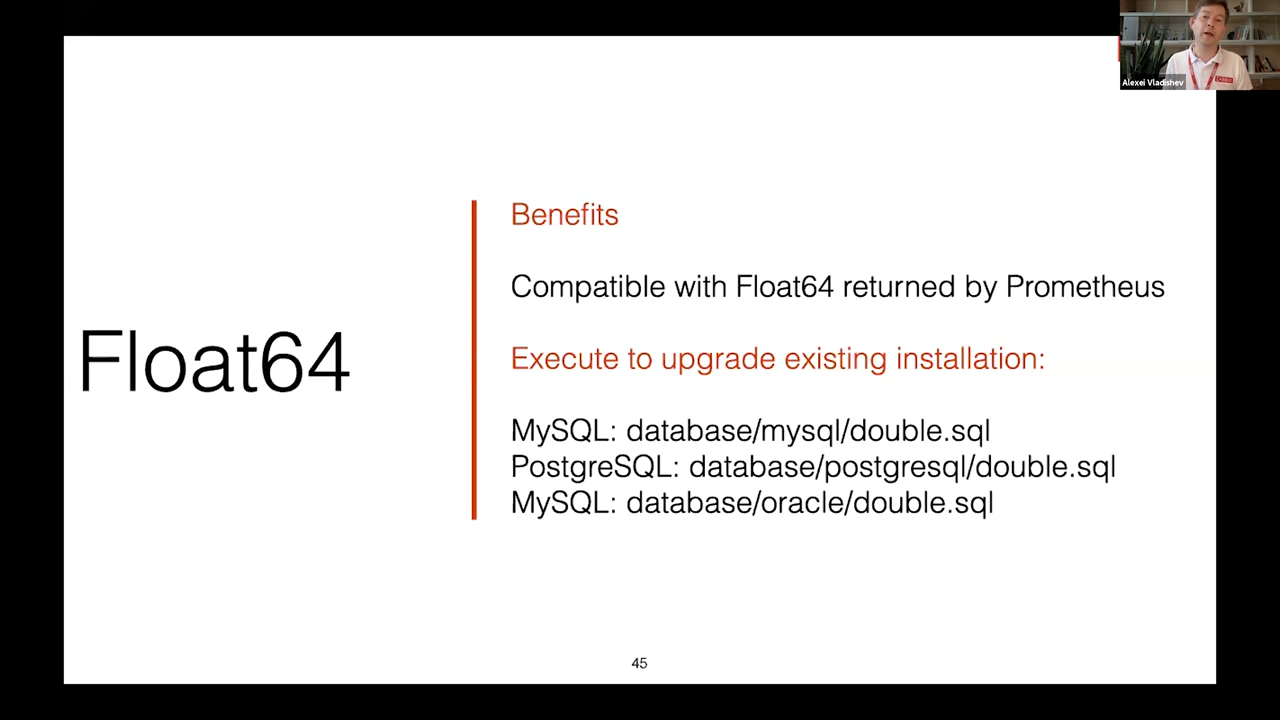 Alexei Vladishev
Benefits
Compatible with Float64 returned by Prometheus
Float64
Execute to upgrade existing installation:
MySQL: database/mysql/double.sql
PostgreSQL: database/postgresql/double.sql
MySQL: database/oracle/double.sql
45